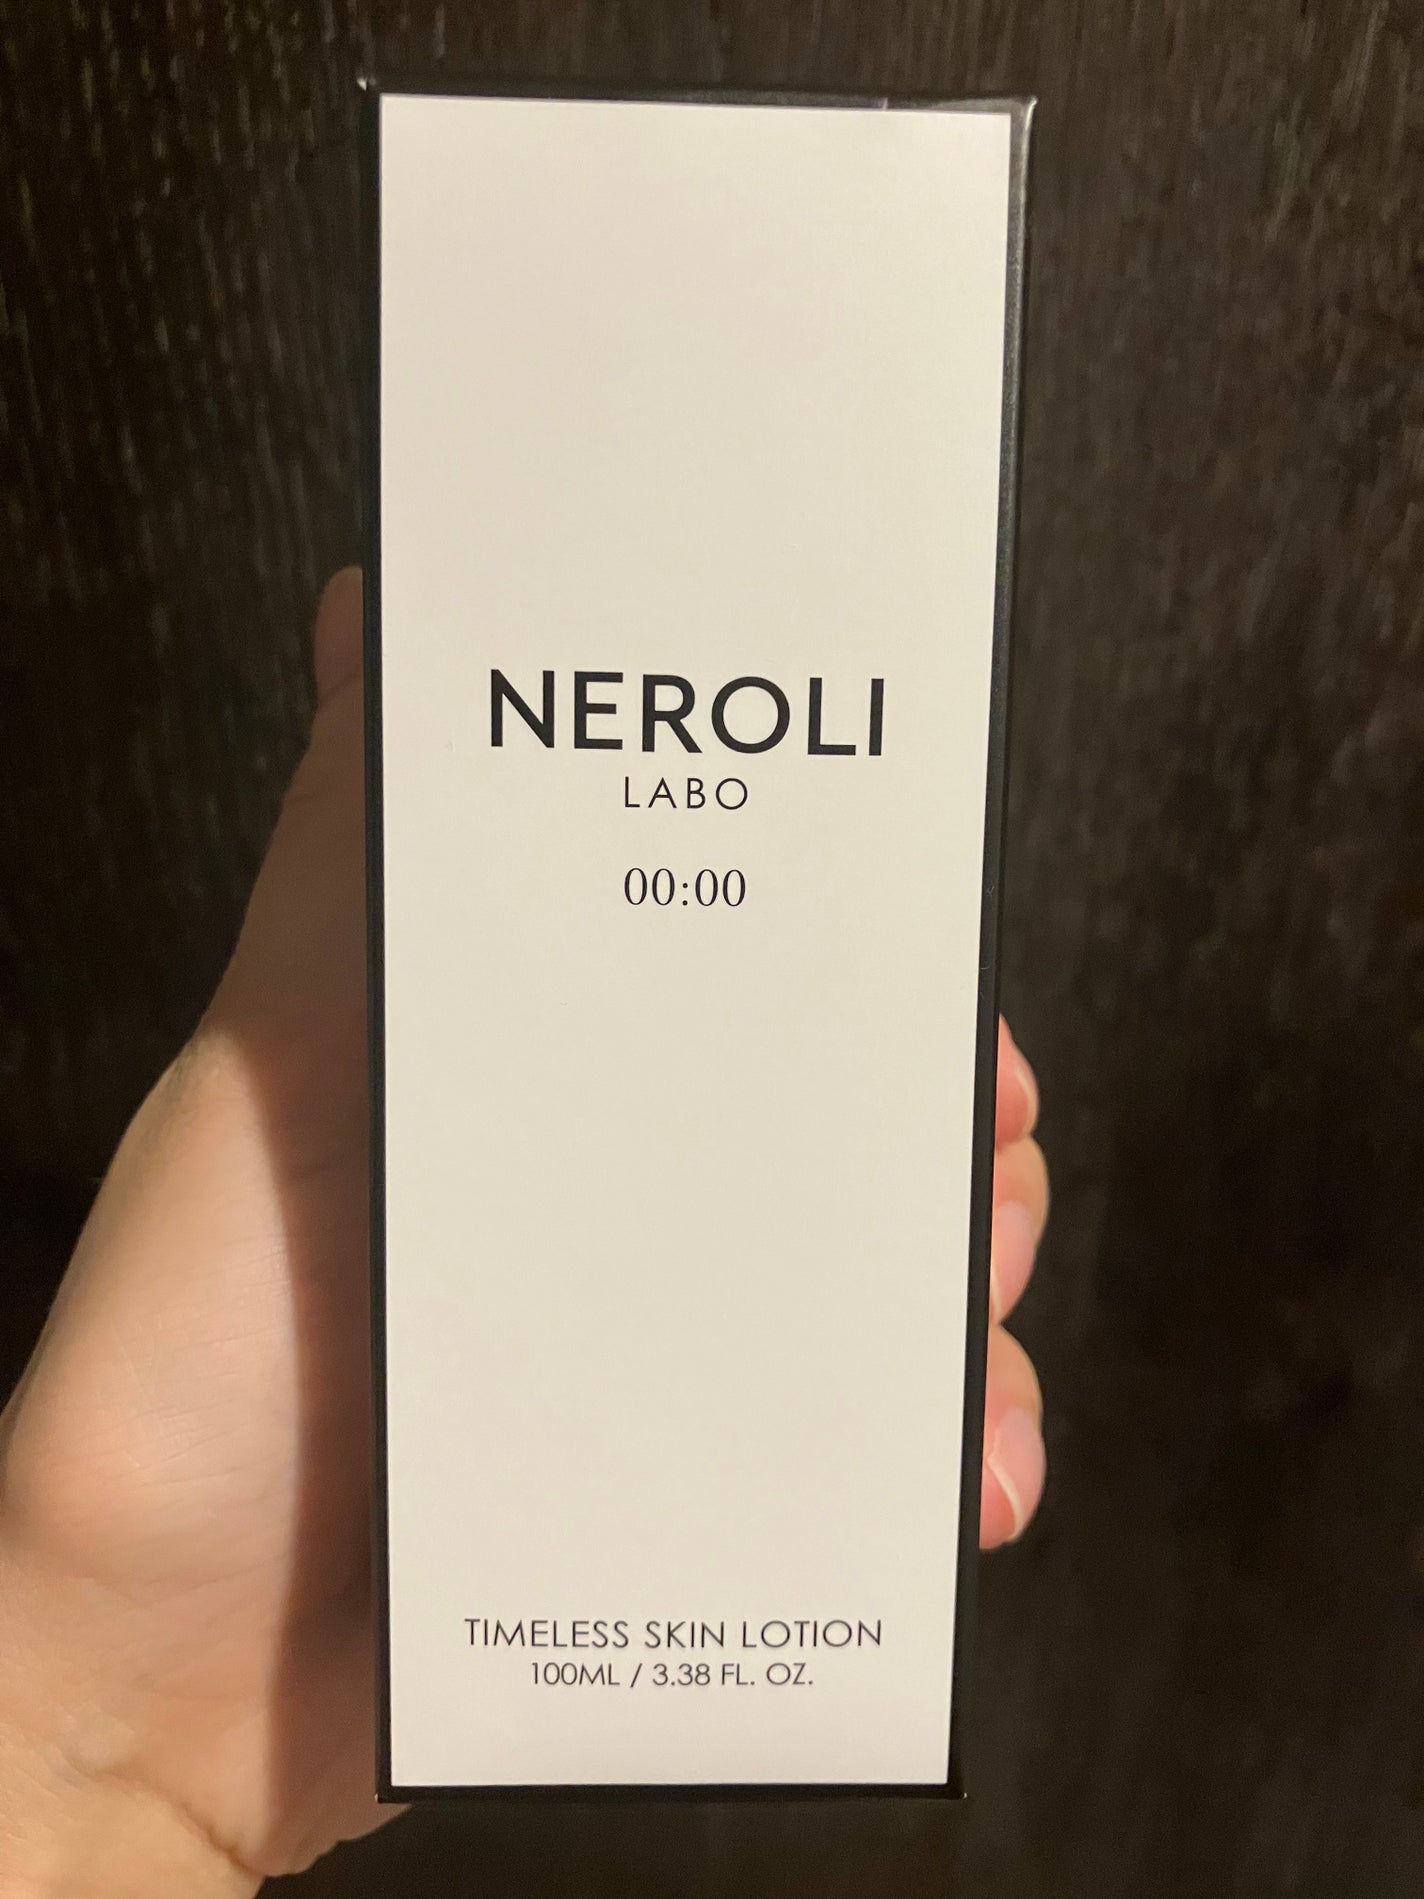 NEROLI
LABO
00:00
TIMELESS SKIN LOTION
100ML / 3.38 FL. OZ.